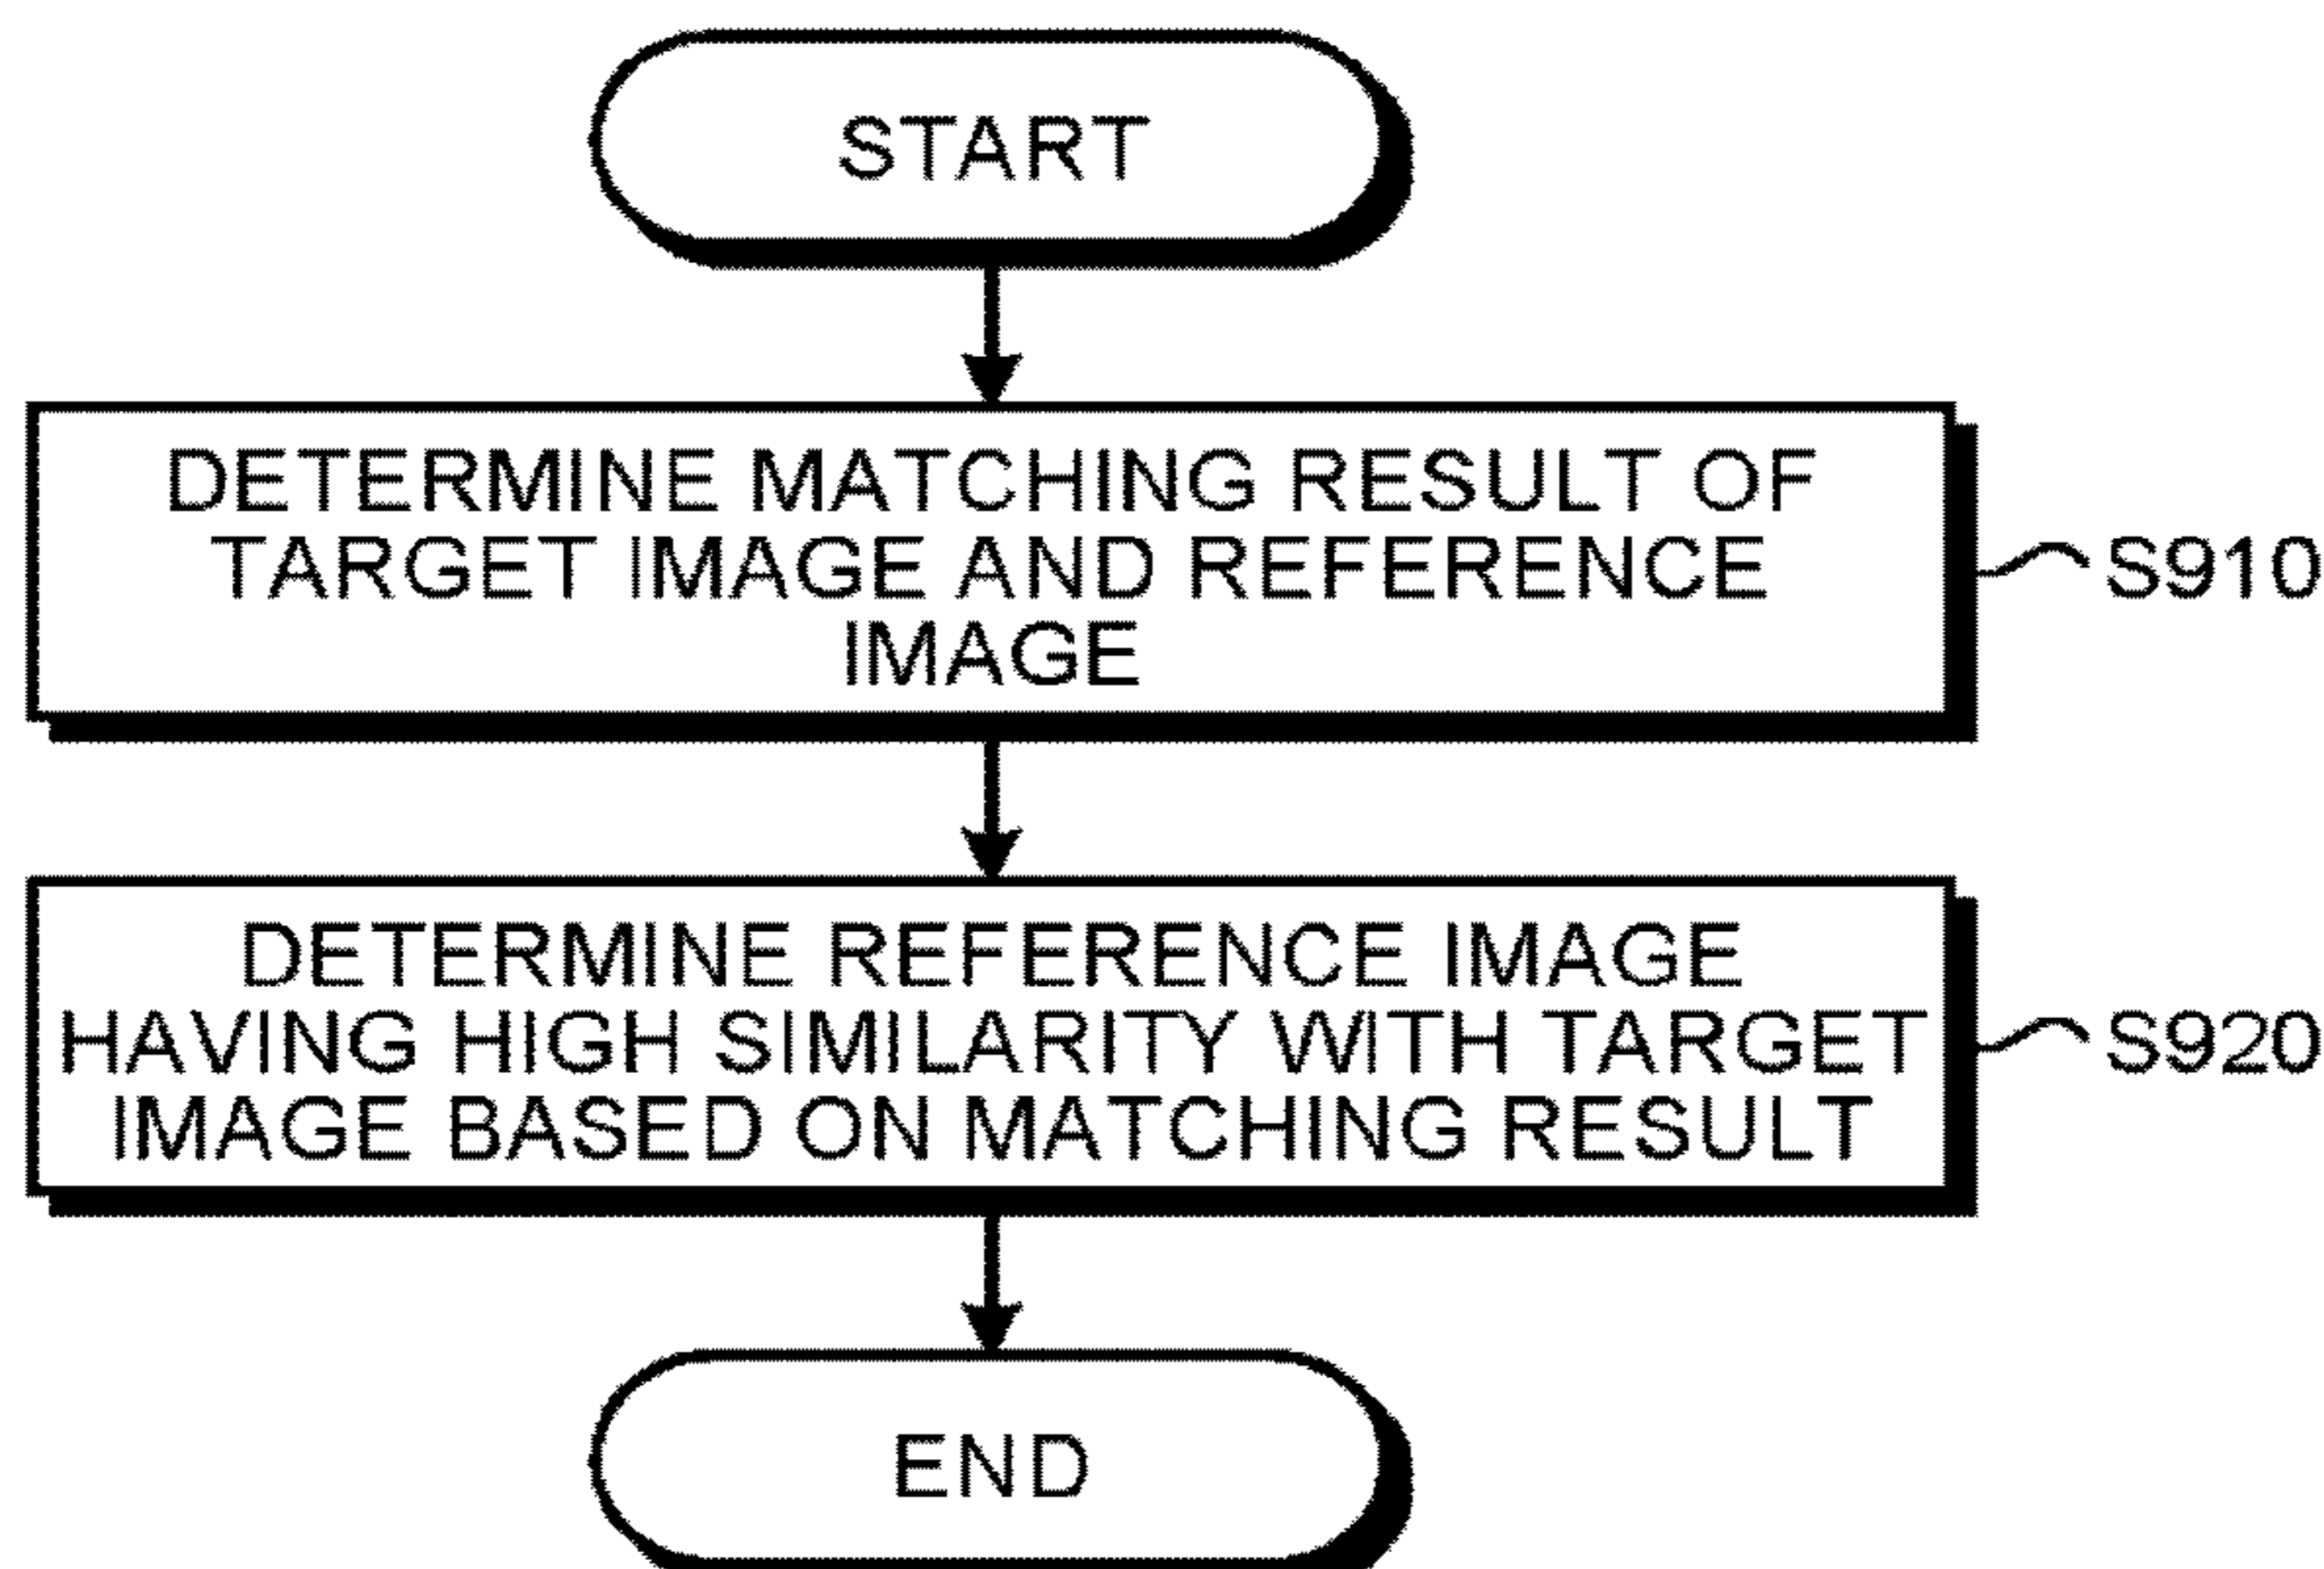 START
DETERMINE MATCHING RESULT OF
TARGET IMAGE AND REFERENCE
IMAGE
S910
DETERMINE REFERENCE IMAGE
HAVING HIGH SIMILARITY WITH TARGET
IMAGE BASED ON MATCHING RESULT
S920
END